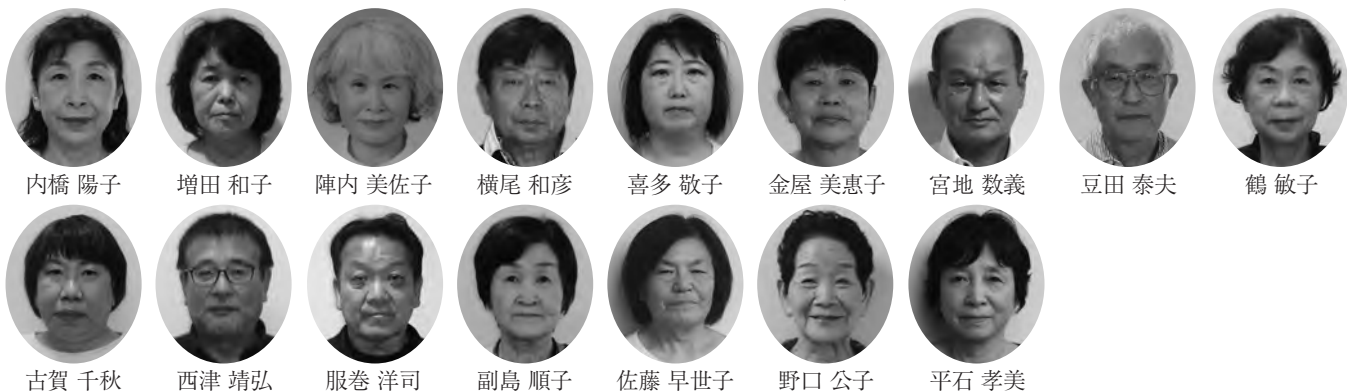 内橋 陽子 増田 和子 陣内 美佐子 横尾 和彦 喜多 敬子 金屋 美惠子 宮地 数義 豆田 泰夫 鶴 敏子
古賀 千秋 西津 靖弘 服巻 洋司 副島 順子 佐藤 早世子 野口 公子 平石 孝美